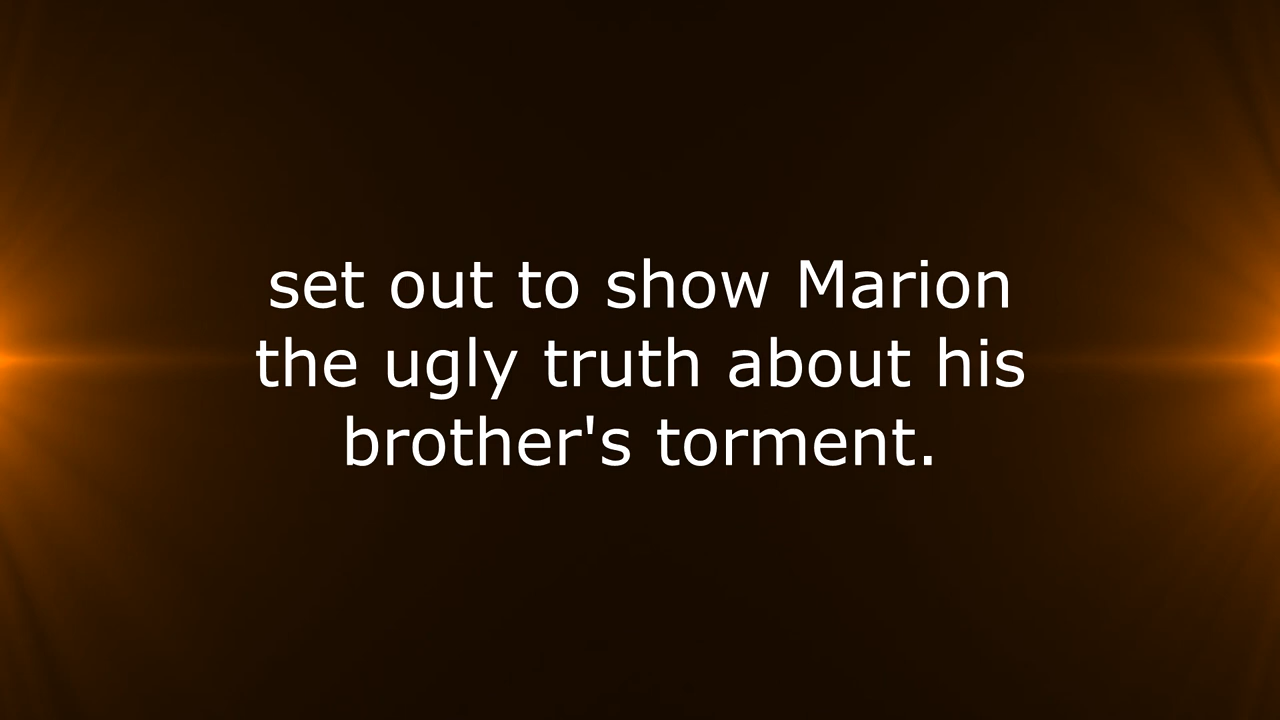 set out to show Marion
the ugly truth about his
brother's torment.